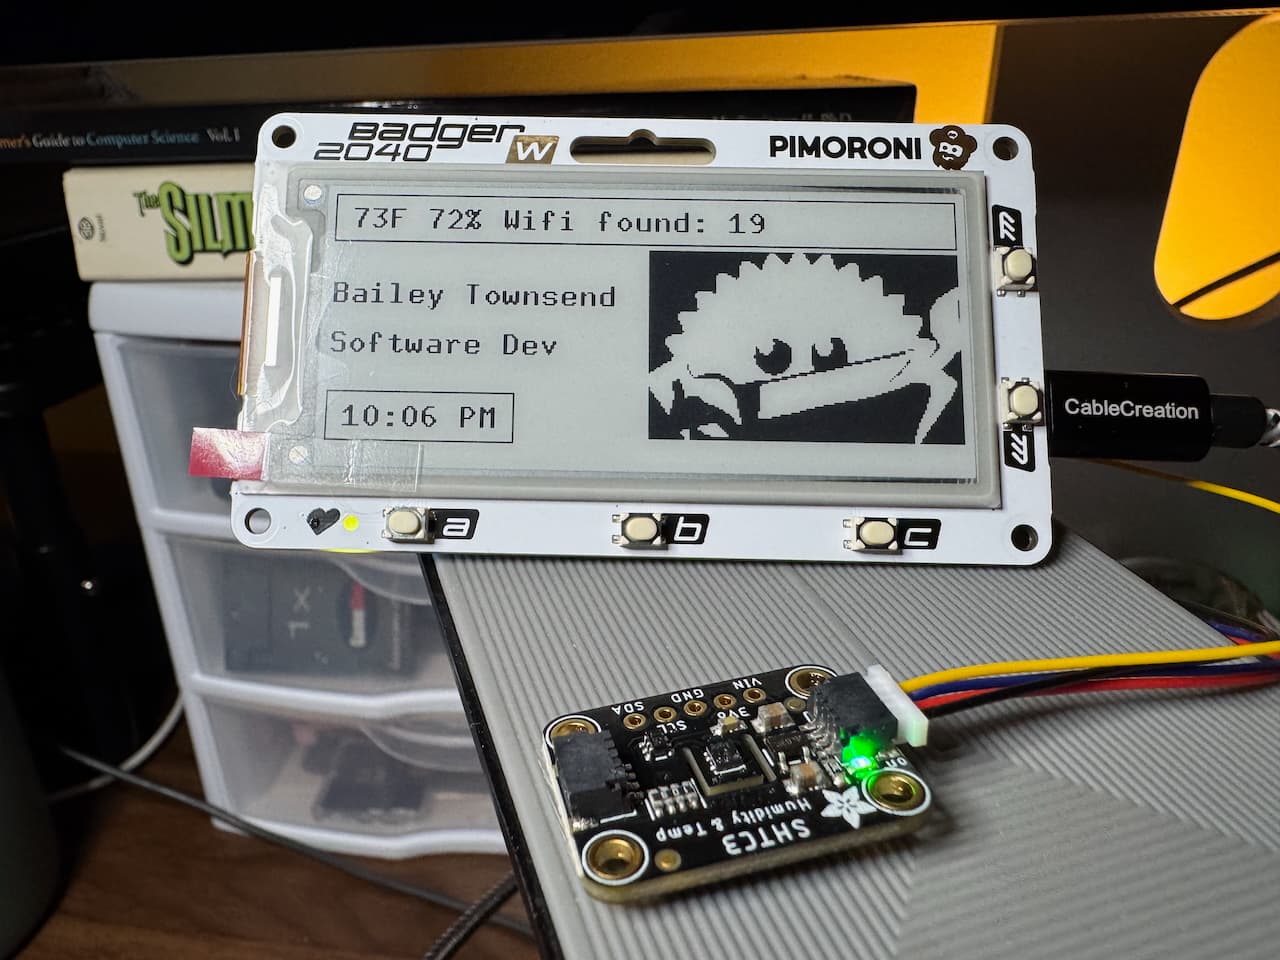 mer's Guide to Computer Science Vol. 1
The
SILM
Badger
2040 W
PIMORONI
B
73F 72% Wifi found: 19
Bailey Townsend
Software Dev
10:06 PM
a
b
c
CableCreation
VIN
3Vo
GND
SCL
SDA
on
Humidity & Temp
SHTC3